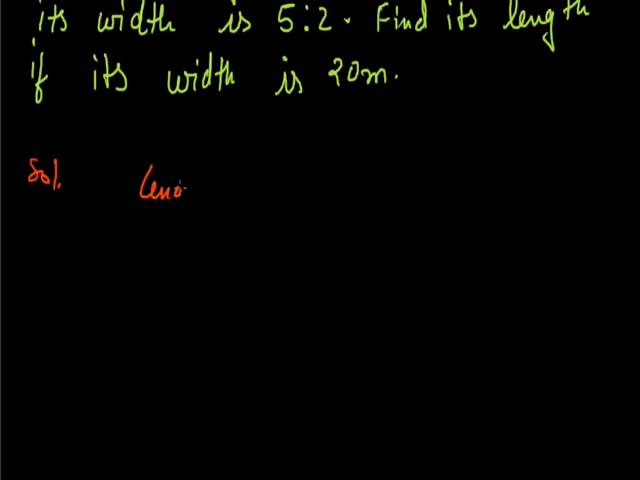 its width is 5:2. Find its length
if its width is 20m.
Sol.